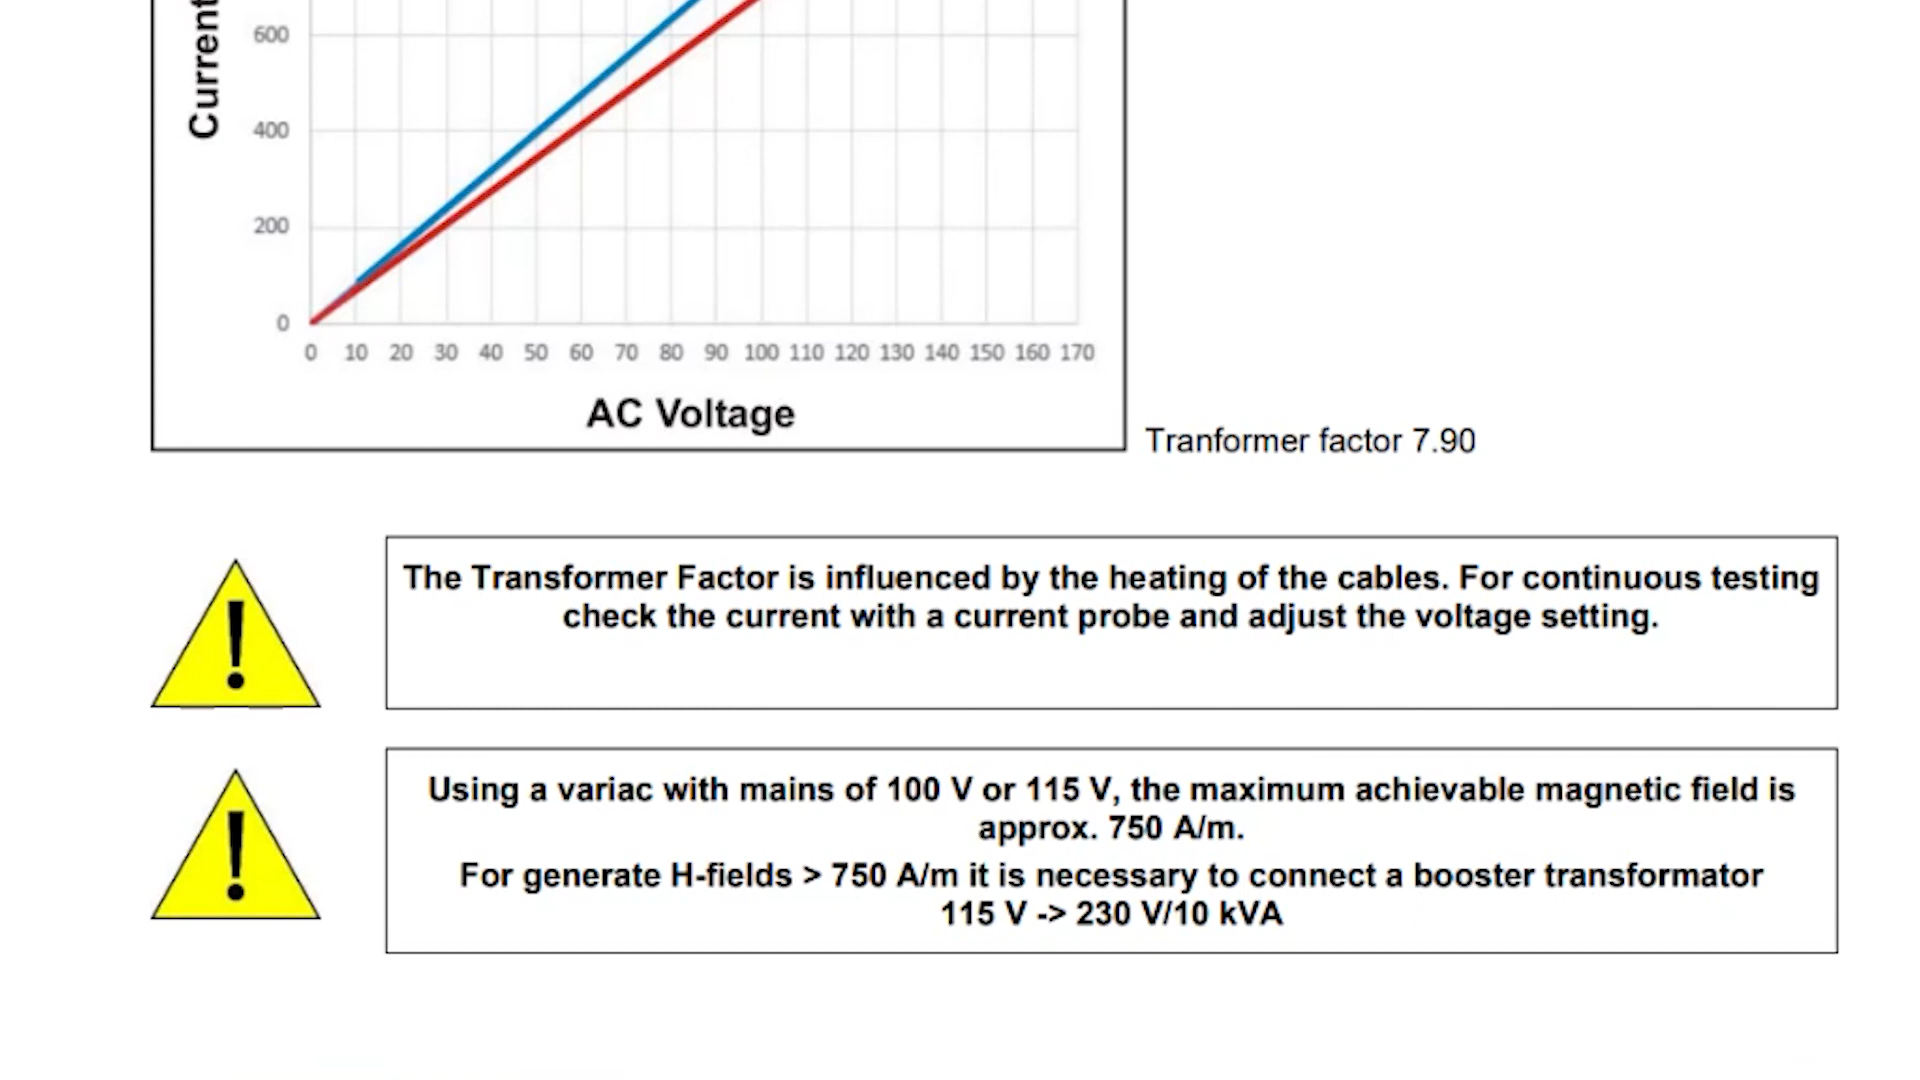 Current
600
400
200
0
0 10 20 30 40 50 60 70 80 90 100 110 120 130 140 150 160 170
AC Voltage
Tranformer factor 7.90
The Transformer Factor is influenced by the heating of the cables. For continuous testing
check the current with a current probe and adjust the voltage setting.
Using a variac with mains of 100 V or 115 V, the maximum achievable magnetic field is
approx. 750 A/m.
For generate H-fields > 750 A/m it is necessary to connect a booster transformator
115 V -> 230 V/10 kVA